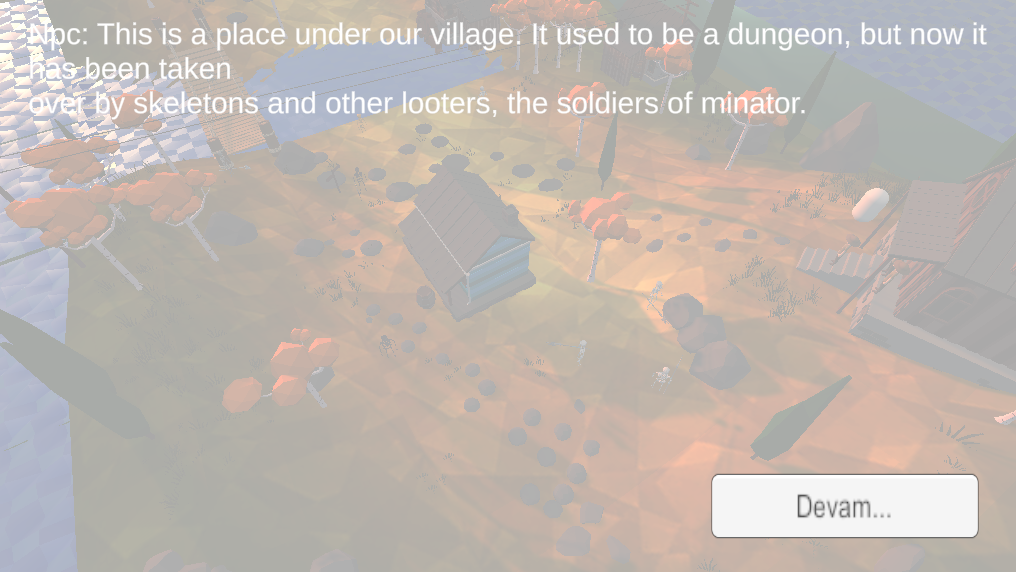 Npc: This is a place under our village. It used to be a dungeon, but now it
has been taken
over by skeletons and other looters, the soldiers of minator.
Devam...